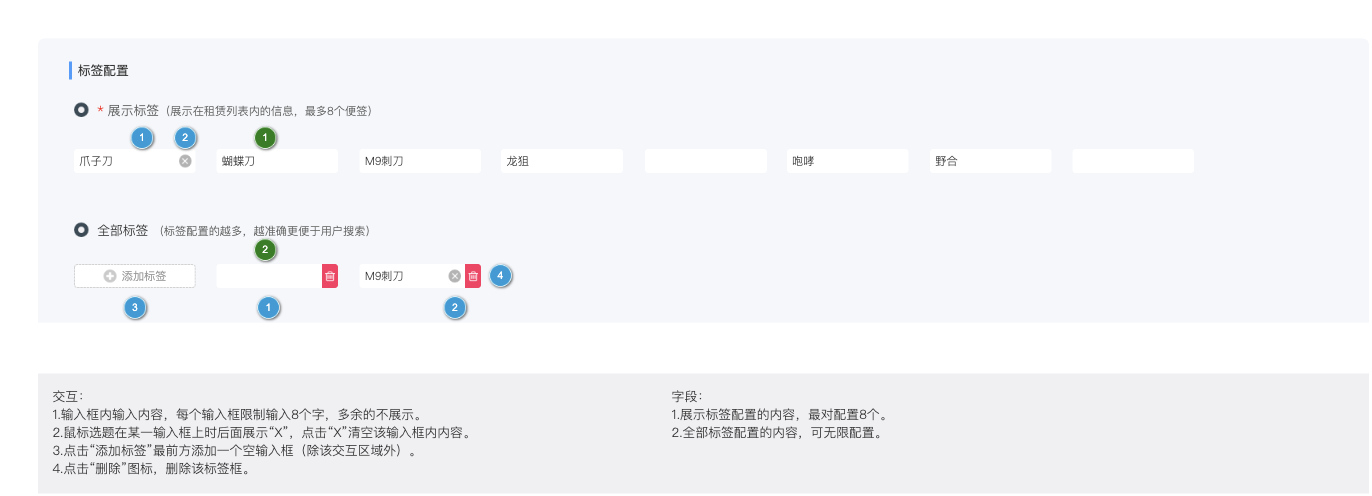 标签配置
* 展示标签（展示在租赁列表内的信息，最多8个便签）
1 2 1
爪子刀 蝴蝶刀 M9刺刀 龙狙 咆哮 野合
全部标签 （标签配置的越多，越准确更便于用户搜索）
2
添加标签 M9刺刀 4
3 1 2
交互：
1.输入框内输入内容，每个输入框限制输入8个字，多余的不展示。
2.鼠标选题在某一输入框上时后面展示“X”，点击“X”清空该输入框内内容。
3.点击“添加标签”最前方添加一个空输入框（除该交互区域外）。
4.点击“删除”图标，删除该标签框。
字段：
1.展示标签配置的内容，最对配置8个。
2.全部标签配置的内容，可无限配置。